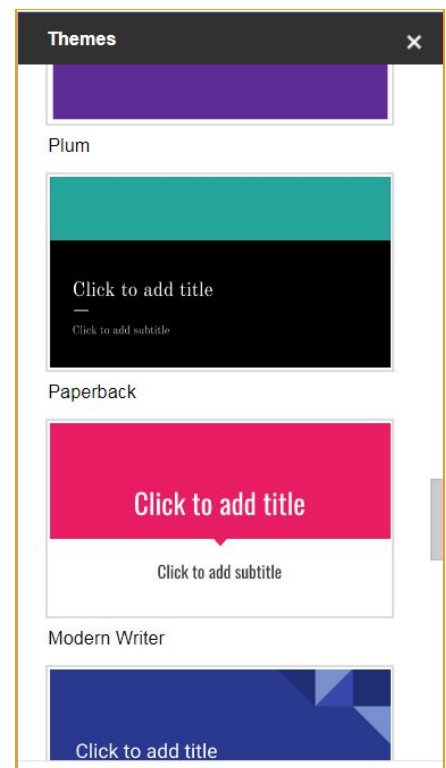 Themes
Plum
Click to add title
Click to add subtitle
Paperback
Click to add title
Click to add subtitle
Modern Writer
Click to add title